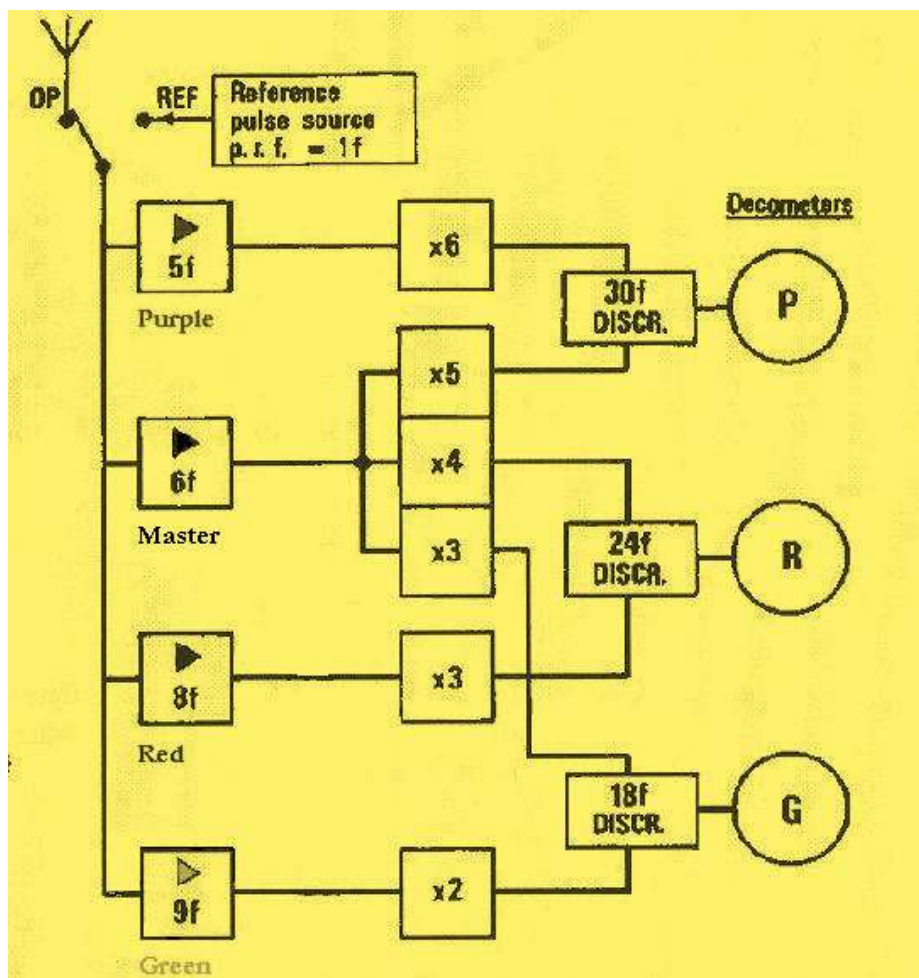 OP
REF
Reference
pulse source
p.r.f. = 1f
Decometers
5f
Purple
x6
30f
DISCR.
P
x5
6f
Master
x4
x3
24f
DISCR.
R
8f
Red
x3
18f
DISCR.
G
9f
Green
x2